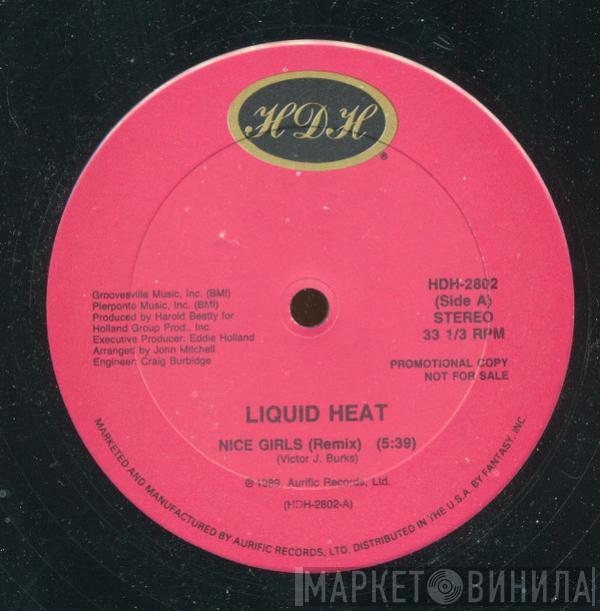 HDH
®
Groovesville Music, Inc. (BMI)
Pierponte Music, Inc. (BMI)
Produced by Harold Beatty for
Holland Group Prod., Inc
Executive Producer: Eddie Holland
Arranged by John Mitchell
Engineer: Craig Burbidge
HDH-2802
(Side A)
STEREO
33 1/3 RPM
PROMOTIONAL COPY
NOT FOR SALE
LIQUID HEAT
NICE GIRLS (Remix) (5:39)
(Victor J. Burks)
℗ 1989, Aurific Records, Ltd.
(HDH-2802-A)
MARKETED AND MANUFACTURED BY AURIFIC RECORDS, LTD. DISTRIBUTED IN THE U.S.A. BY FANTASY, INC
МАРКЕТ ВИНИЛА